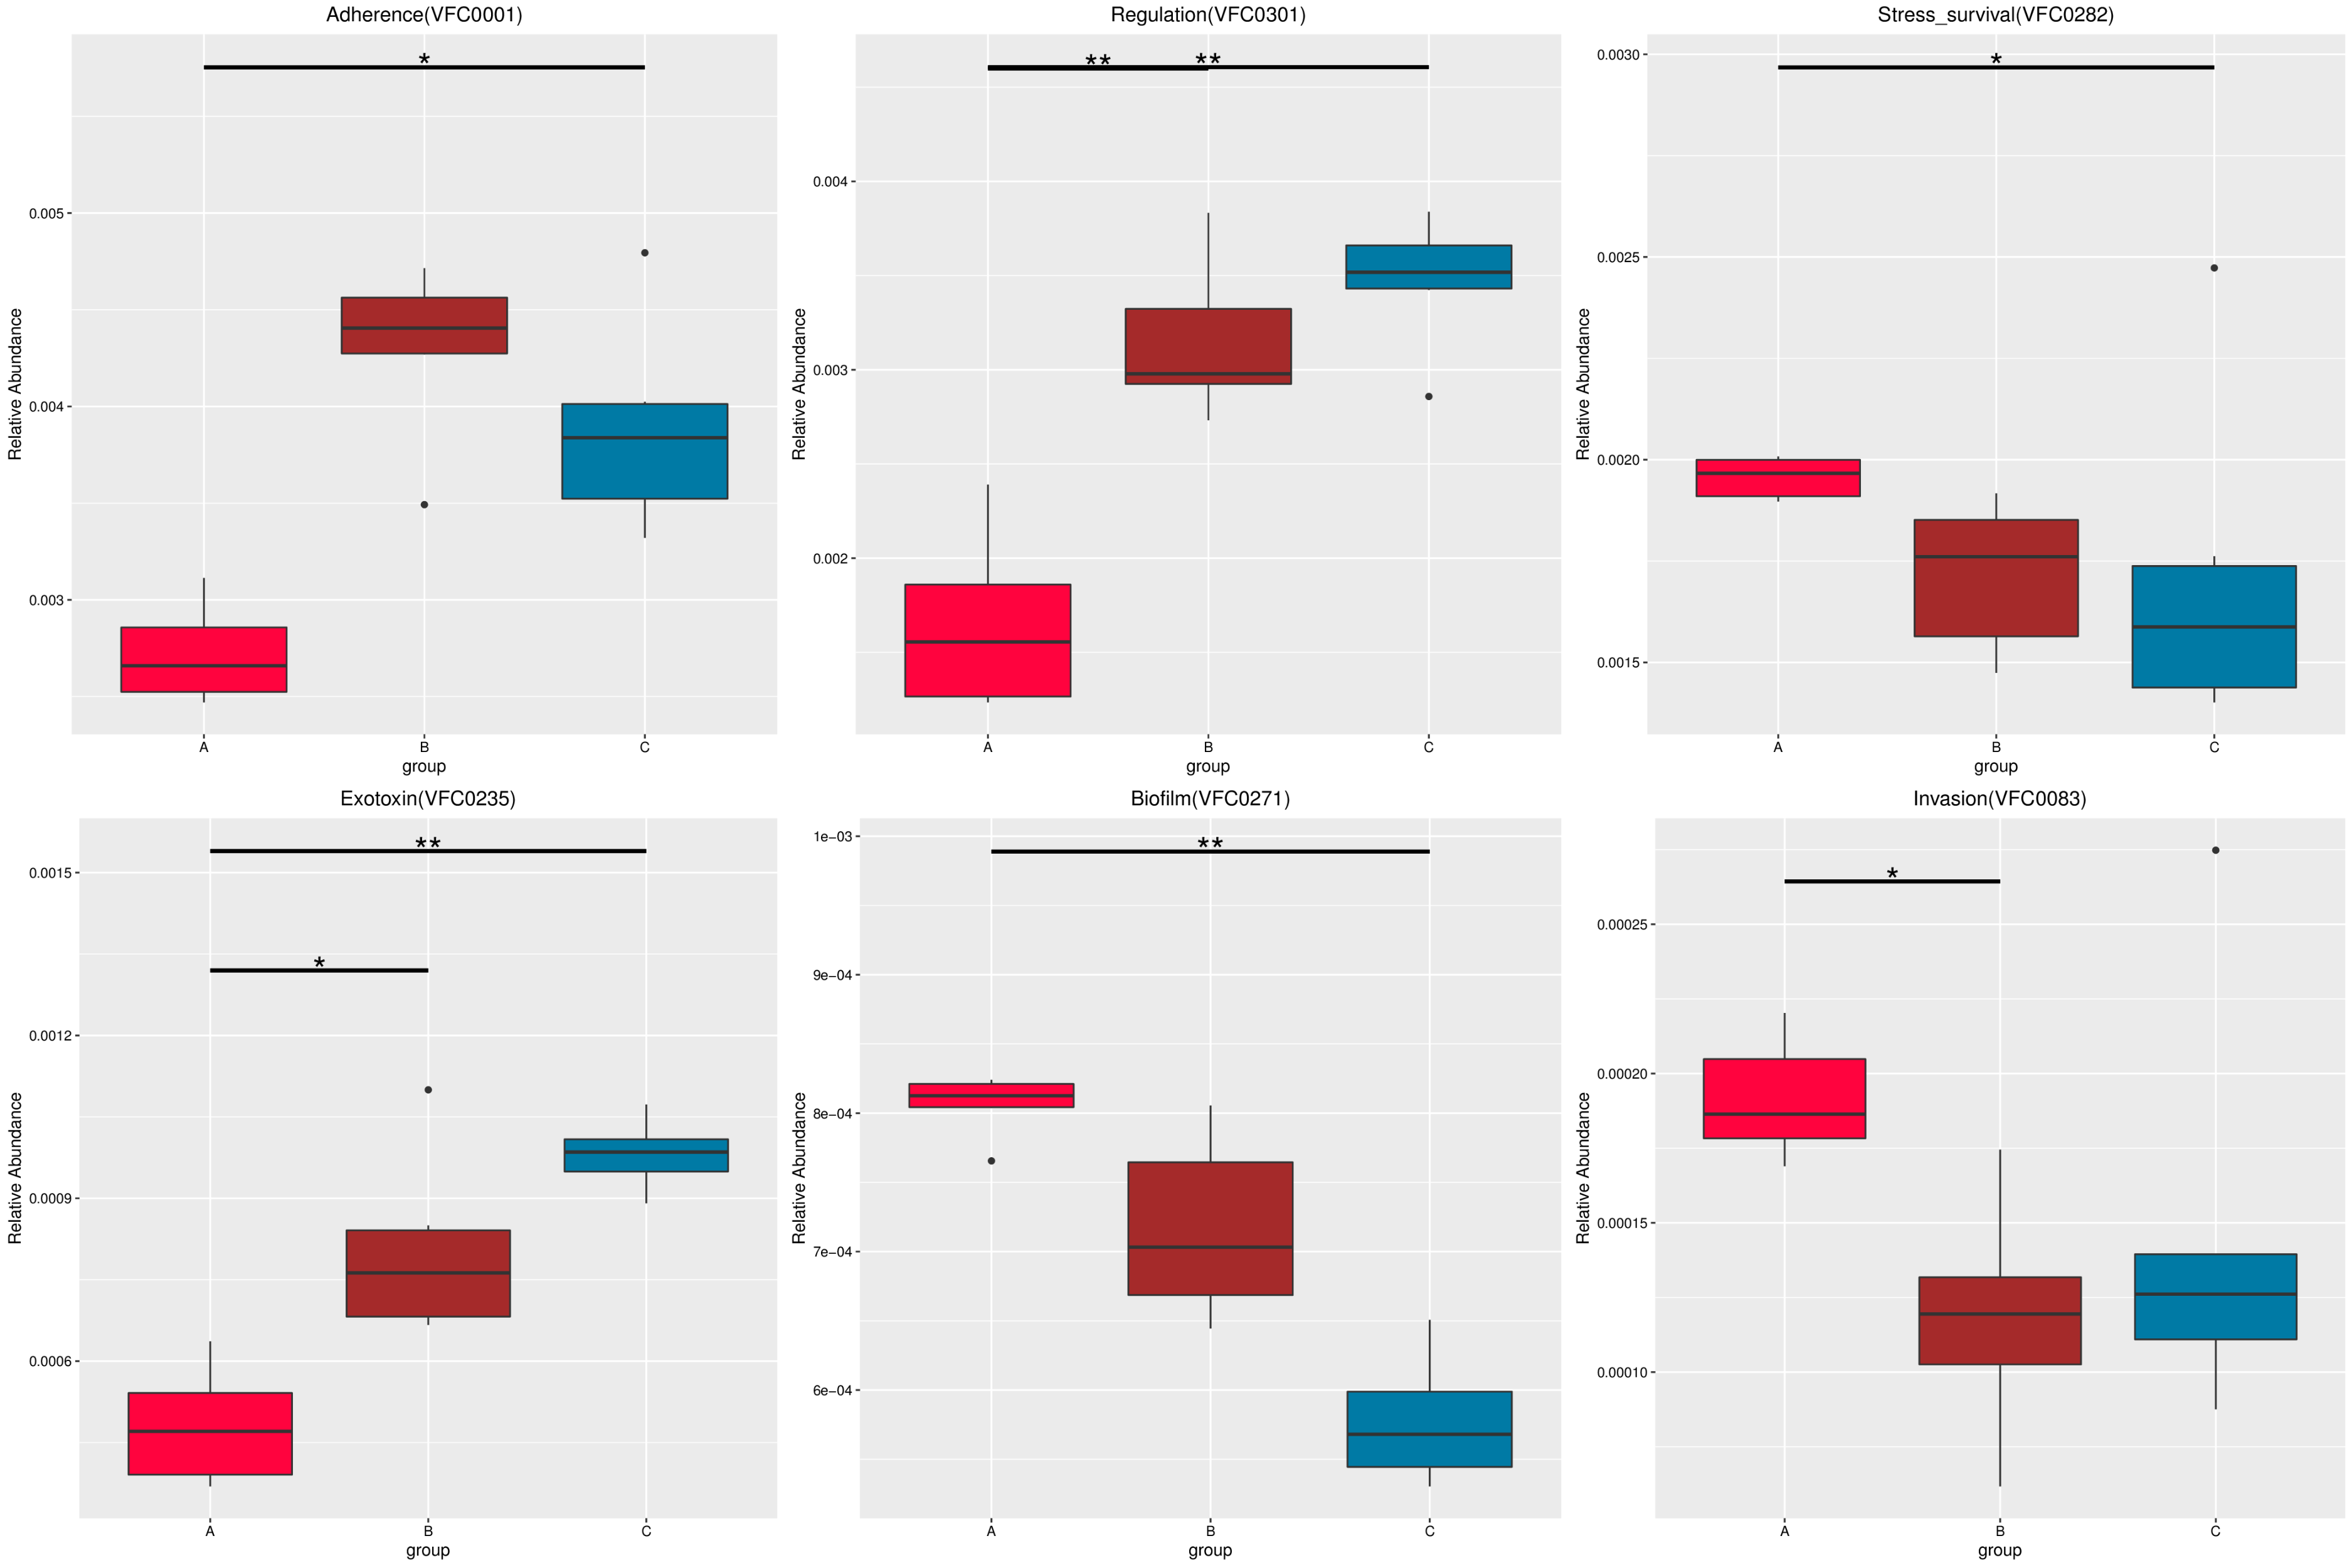 Adherence(VFC0001)
*
Relative Abundance
0.005
0.004
0.003
A B C
group
Regulation(VFC0301)
** **
Relative Abundance
0.004
0.003
0.002
A B C
group
Stress_survival(VFC0282)
*
Relative Abundance
0.0030
0.0025
0.0020
0.0015
A B C
group
Exotoxin(VFC0235)
**
*
Relative Abundance
0.0015
0.0012
0.0009
0.0006
A B C
group
Biofilm(VFC0271)
**
Relative Abundance
1e−03
9e−04
8e−04
7e−04
6e−04
A B C
group
Invasion(VFC0083)
*
Relative Abundance
0.00025
0.00020
0.00015
0.00010
A B C
group